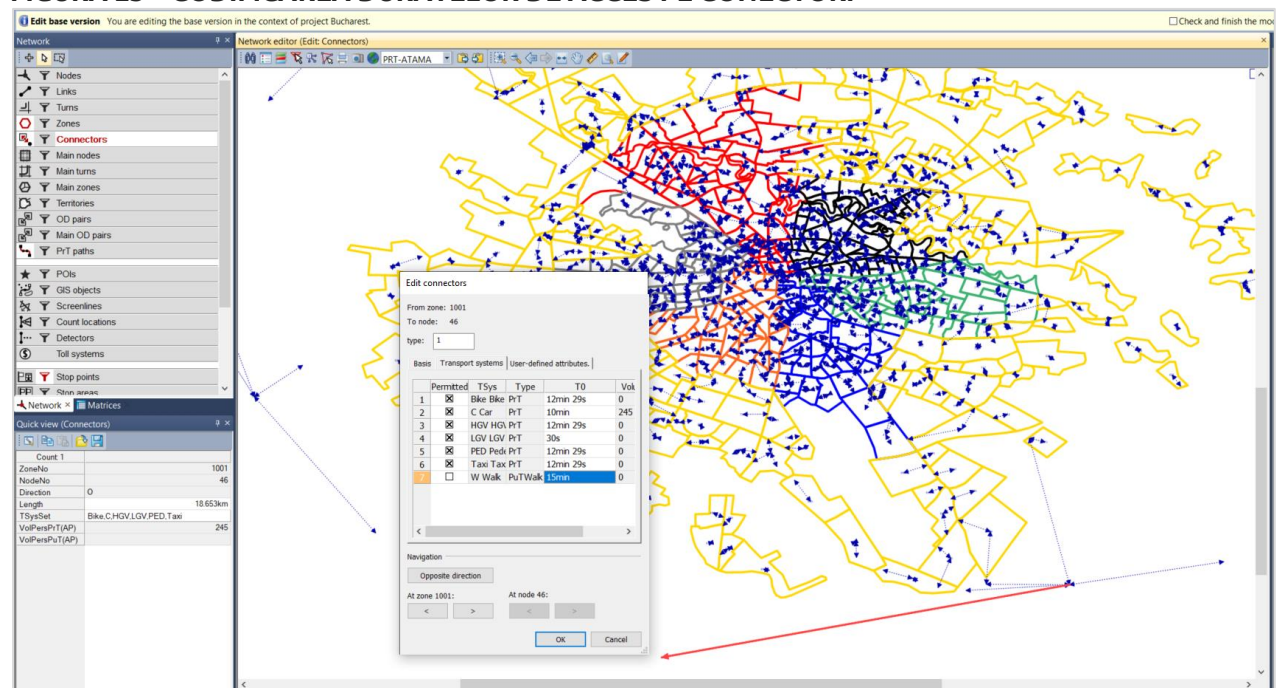 Edit base version You are editing the base version in the context of project Bucharest.
Check and finish the mo
Network
Network editor (Edit: Connectors)
PRT-ATAMA
Nodes
Links
Turns
Zones
Connectors
Main nodes
Main turns
Main zones
Territories
OD pairs
Main OD pairs
PrT paths
POIs
GIS objects
Screenlines
Count locations
Detectors
Toll systems
Stop points
Stop areas
Network Matrices
Quick view (Connectors)
Count 1
ZoneNo 1001
NodeNo 46
Direction O
Length 18.653km
TSysSet Bike,C,HGV,LGV,PED,Taxi
VolPersPrT(AP) 245
VolPersPuT(AP)
Edit connectors
From zone: 1001
To node: 46
type: 1
Basis Transport systems User-defined attributes.
Permitted TSys Type T0 Vol
1 Bike Bike PrT 12min 29s 0
2 C Car PrT 10min 245
3 HGV HGV PrT 12min 29s 0
4 LGV LGV PrT 30s 0
5 PED Pede PrT 12min 29s 0
6 Taxi Tax PrT 12min 29s 0
7 W Walk PuTWalk 15min 0
Navigation
Opposite direction
At zone 1001: At node 46:
< > < >
OK Cancel